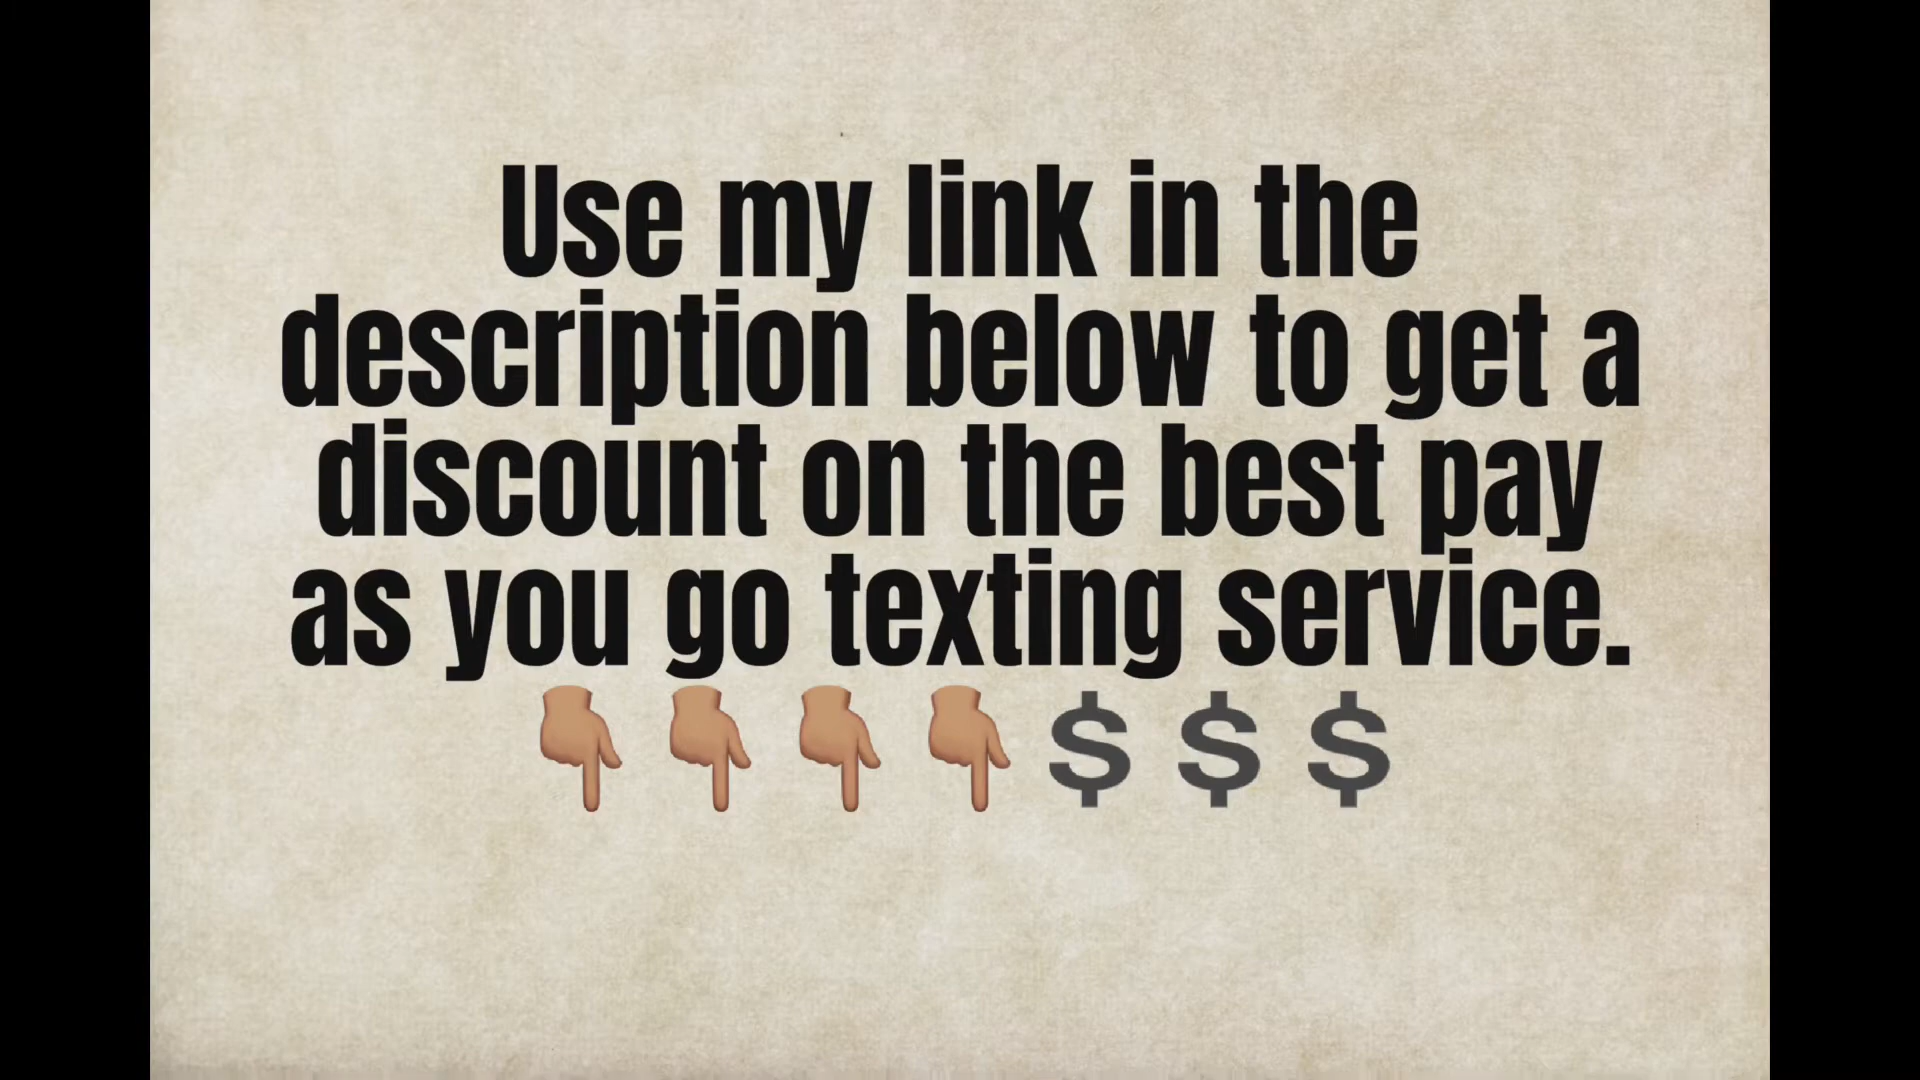 Use my link in the
description below to get a
discount on the best pay
as you go texting service.
👇🏽👇🏽👇🏽👇🏽💲💲💲